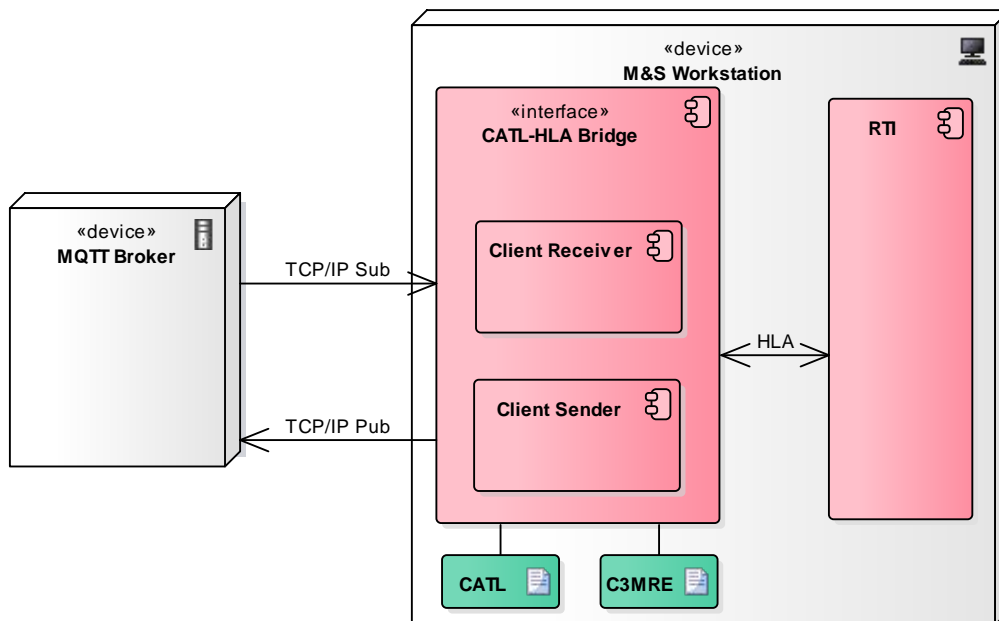 «device»
M&S Workstation
«interface»
CATL-HLA Bridge
RTI
Client Receiver
«device»
MQTT Broker
TCP/IP Sub
HLA
Client Sender
TCP/IP Pub
CATL
C3MRE